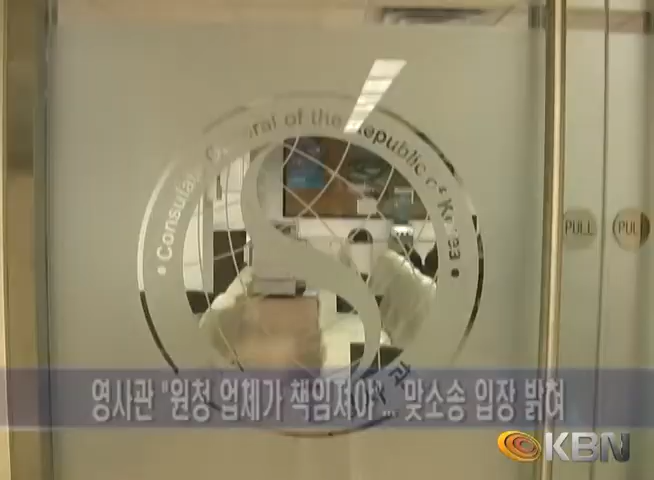 • Consulate General of the Republic of Korea •
PULL
PULL
영사관 "원청 업체가 책임져야"... 맞소송 입장 밝혀
KBN